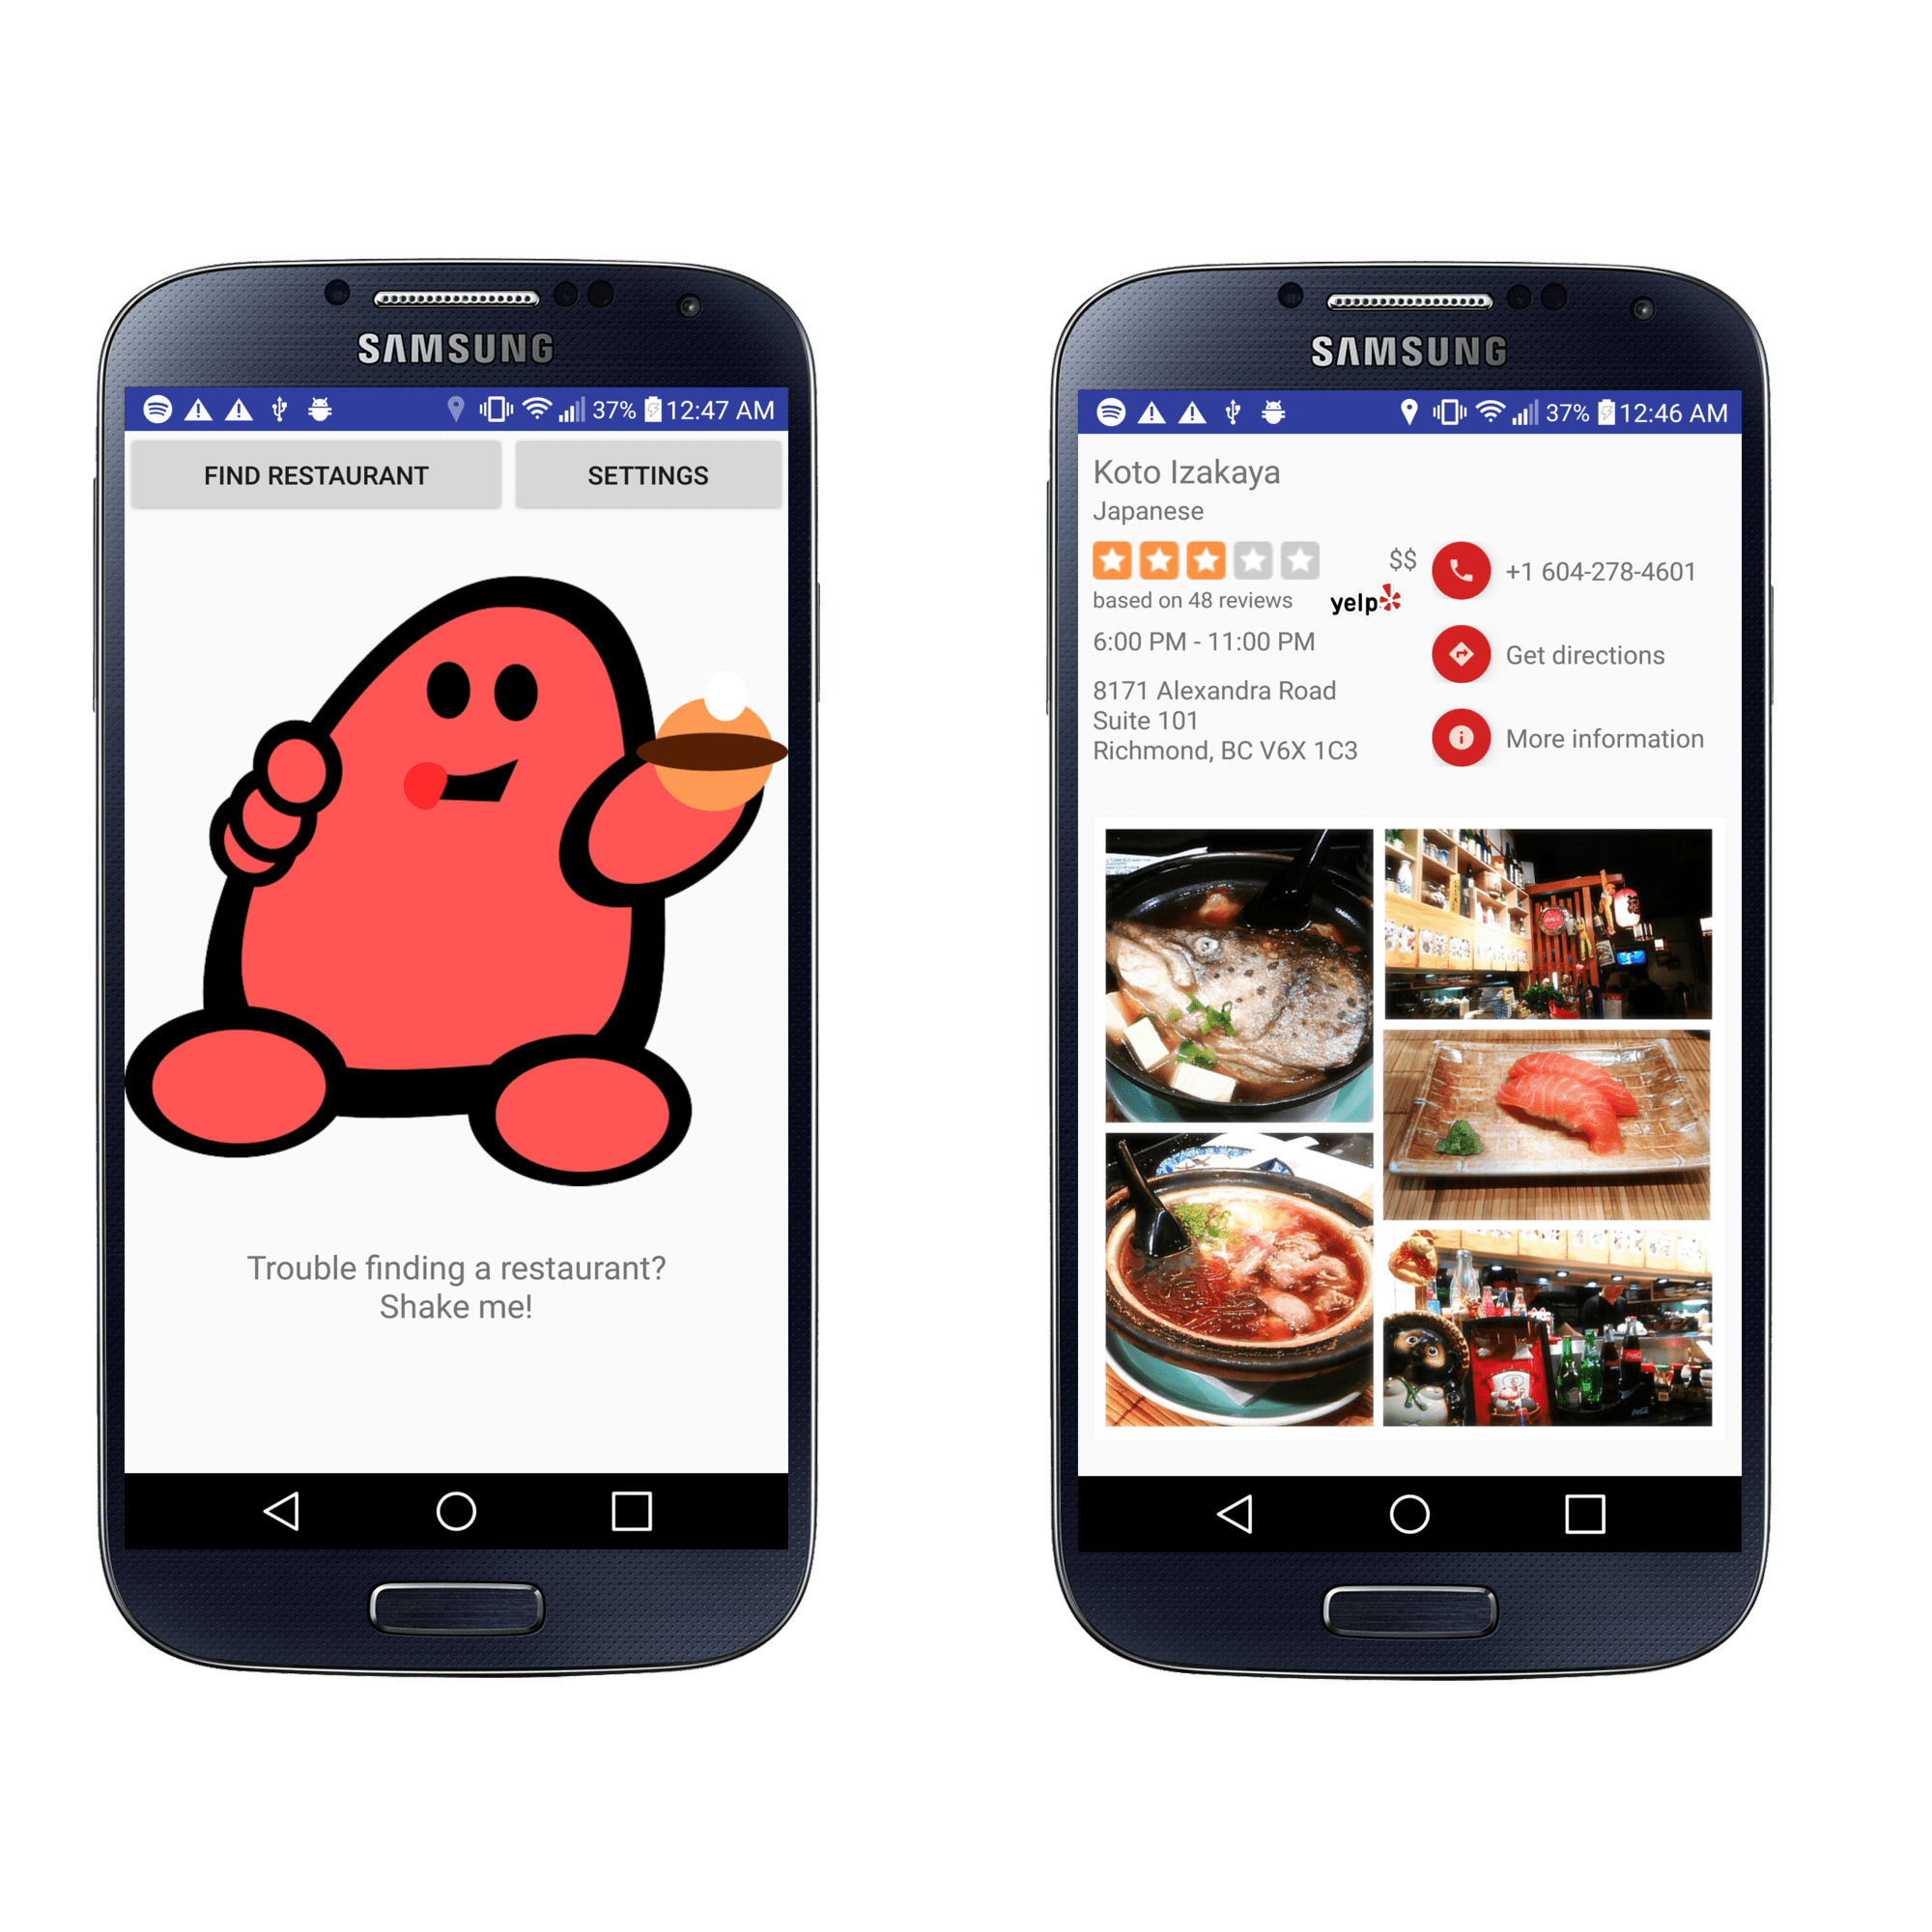 SAMSUNG
37% 12:47 AM
FIND RESTAURANT
SETTINGS
Trouble finding a restaurant?
Shake me!
SAMSUNG
37% 12:46 AM
Koto Izakaya
Japanese
$$
based on 48 reviews
yelp
6:00 PM - 11:00 PM
8171 Alexandra Road
Suite 101
Richmond, BC V6X 1C3
+1 604-278-4601
Get directions
More information